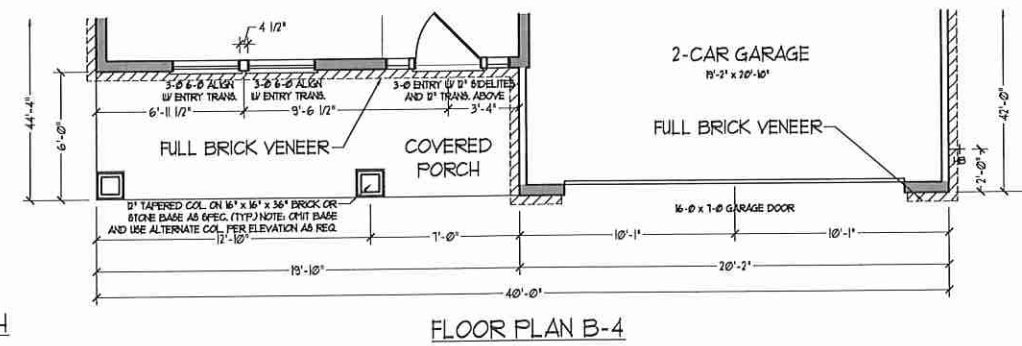 4 1/2"
2-CAR GARAGE
19'-2" x 20'-10"
3-0 6-0 ALIGN
W/ ENTRY TRANS.
3-0 6-0 ALIGN
W/ ENTRY TRANS.
3-0 ENTRY W/ 12" SIDELITES
AND 12" TRANS. ABOVE
6'-11 1/2"
9'-6 1/2"
3'-4"
44'-4"
6'-0"
42'-0"
FULL BRICK VENEER
COVERED
PORCH
FULL BRICK VENEER
2'-0"
12" TAPERED COL. ON 16" x 16" x 36" BRICK OR
STONE BASE AS SPEC. (TYP.) NOTE: OMIT BASE
AND USE ALTERNATE COL. PER ELEVATION AS REQ.
16-0 x 7-0 GARAGE DOOR
12'-10"
7'-0"
10'-1"
10'-1"
19'-10"
20'-2"
40'-0"
FLOOR PLAN B-4